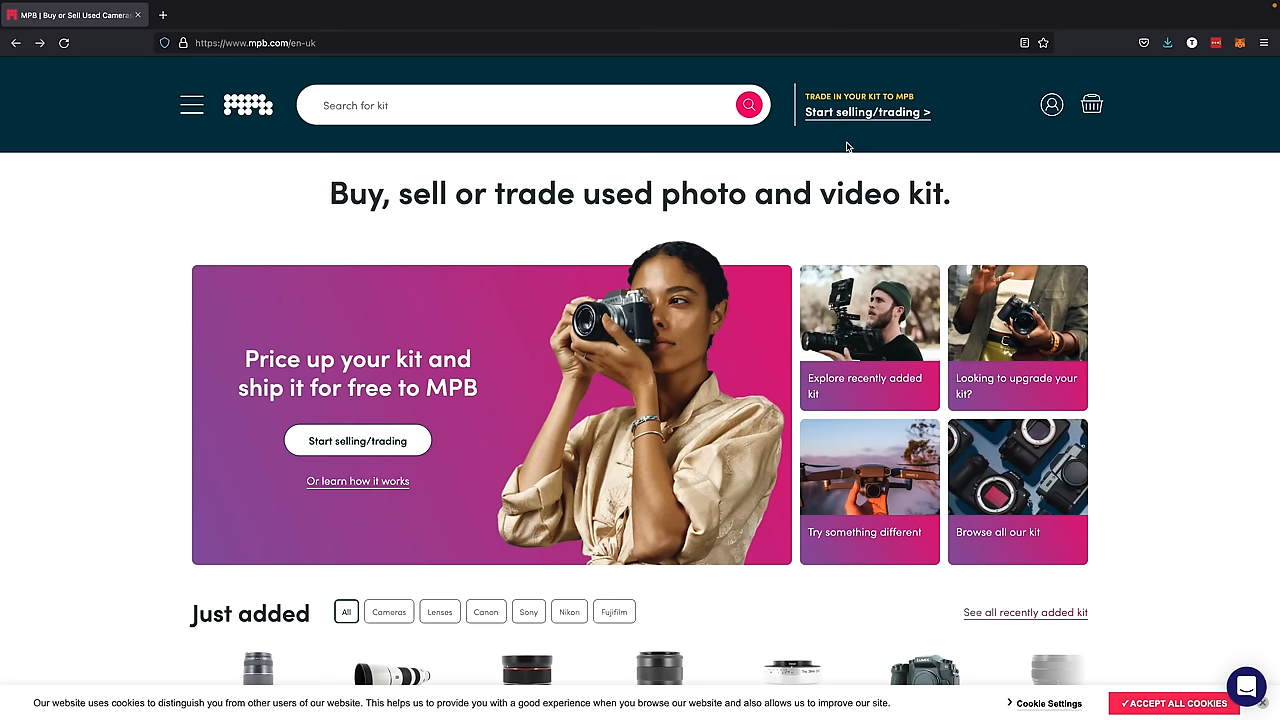 MPB | Buy or Sell Used Cameras
https://www.mpb.com/en-uk
mpb
Search for kit
TRADE IN YOUR KIT TO MPB
Start selling/trading >
Buy, sell or trade used photo and video kit.
Price up your kit and
ship it for free to MPB
Start selling/trading
Or learn how it works
Explore recently added
kit
Looking to upgrade your
kit?
Try something different
Browse all our kit
Just added
All
Cameras
Lenses
Canon
Sony
Nikon
Fujifilm
See all recently added kit
Our website uses cookies to distinguish you from other users of our website. This helps us to provide you with a good experience when you browse our website and also allows us to improve our site.
Cookie Settings
✓ACCEPT ALL COOKIES